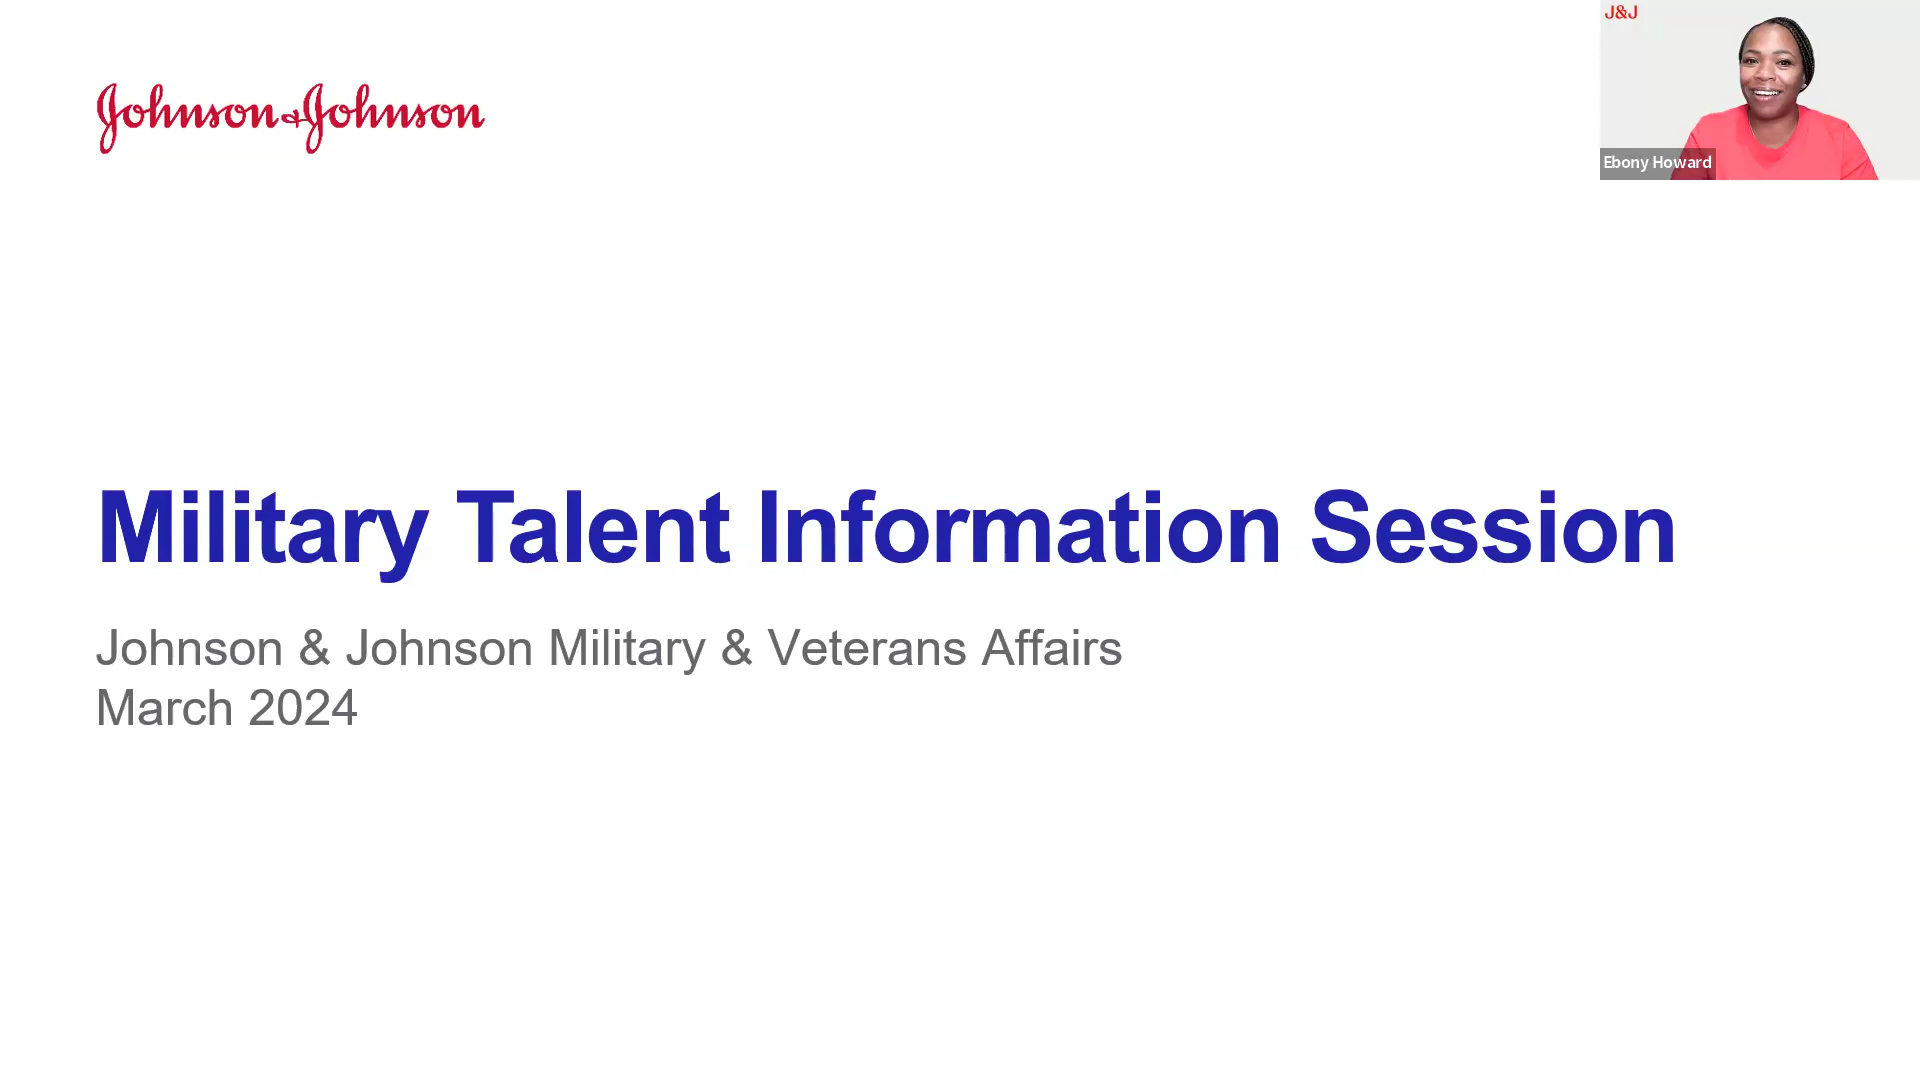 Johnson & Johnson
J&J
Ebony Howard
Military Talent Information Session
Johnson & Johnson Military & Veterans Affairs
March 2024